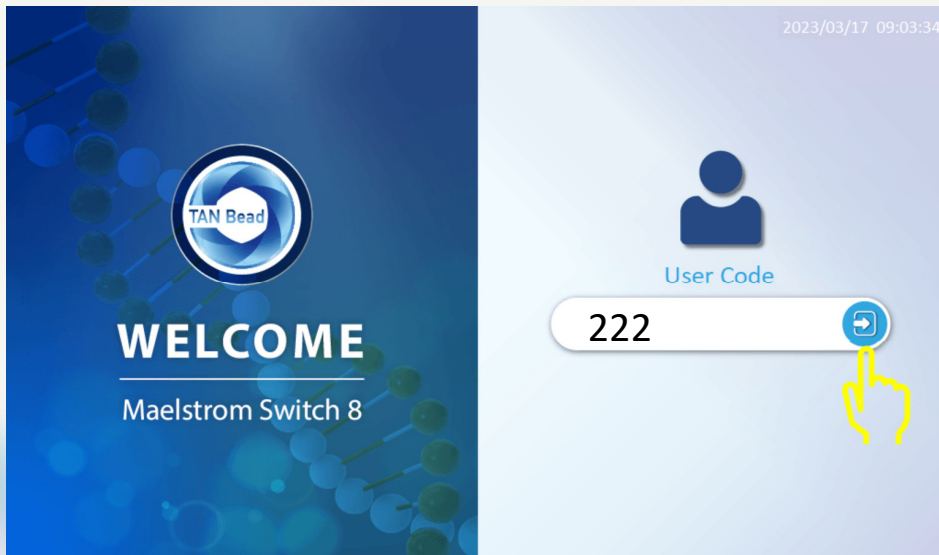 2023/03/17 09:03:34
TAN Bead
WELCOME
Maelstrom Switch 8
User Code
222